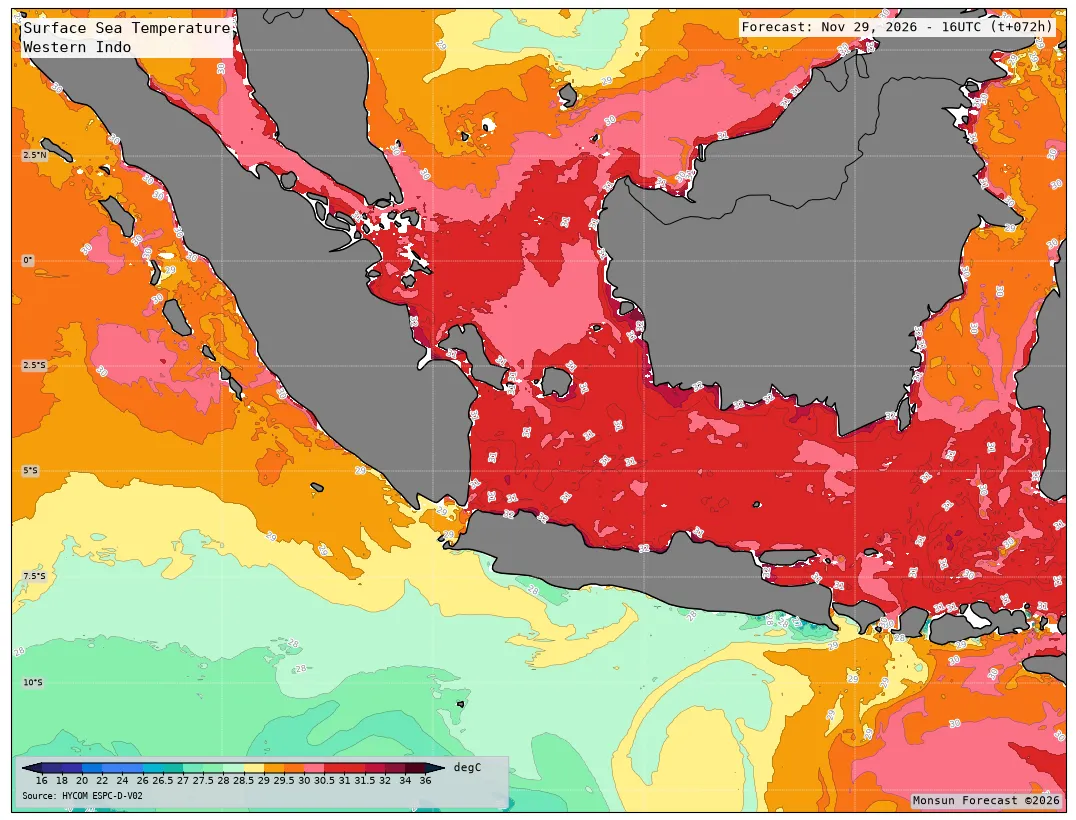 Surface Sea Temperature
Western Indo
Forecast: Nov 29, 2026 - 16UTC (t+072h)
2.5°N
0°
2.5°S
5°S
7.5°S
10°S
degC
16 18 20 22 24 26 26.5 27 27.5 28 28.5 29 29.5 30 30.5 31 31.5 32 33 34 36
Source: HYCOM ESPC-D-V02
Monsun Forecast ©2026